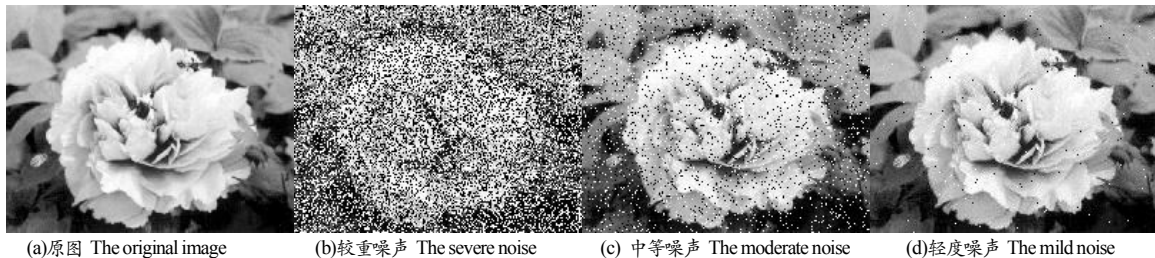 (a)原图 The original image
(b)较重噪声 The severe noise
(c) 中等噪声 The moderate noise
(d)轻度噪声 The mild noise